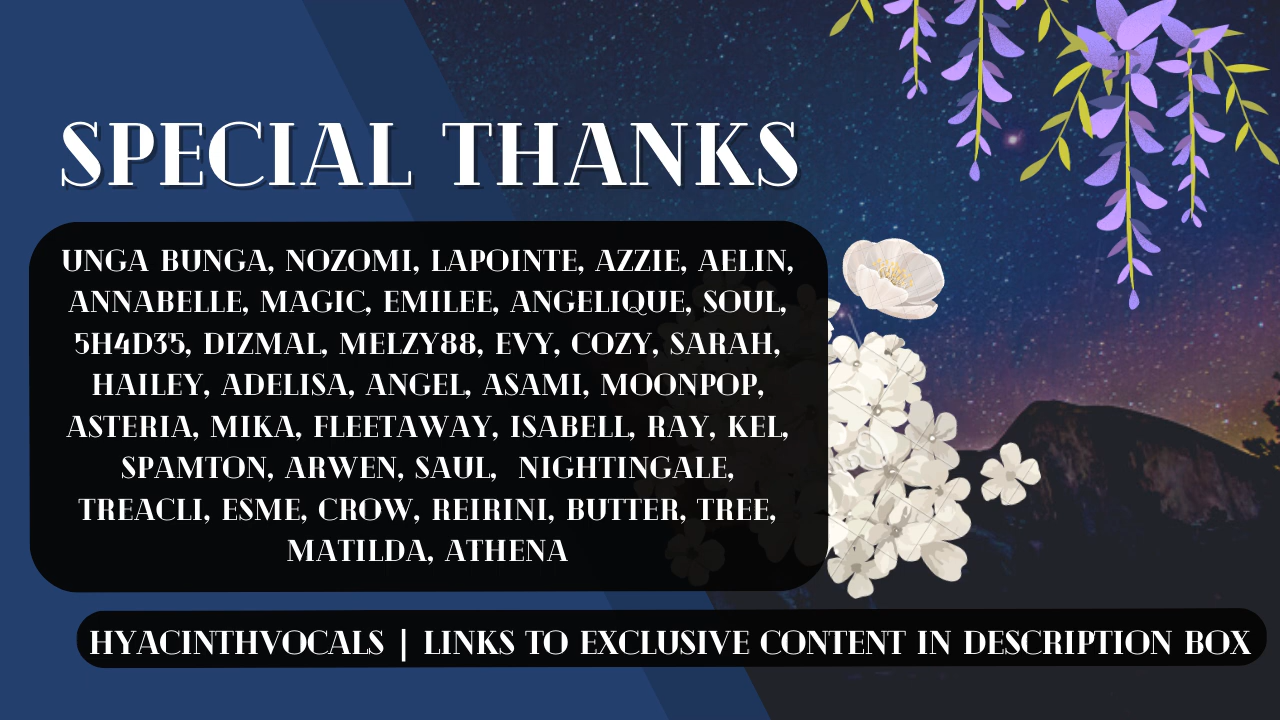 SPECIAL THANKS
UNGA BUNGA, NOZOMI, LAPOINTE, AZZIE, AELIN,
ANNABELLE, MAGIC, EMILEE, ANGELIQUE, SOUL,
5H4D35, DIZMAL, MELZY88, EVY, COZY, SARAH,
HAILEY, ADELISA, ANGEL, ASAMI, MOONPOP,
ASTERIA, MIKA, FLEETAWAY, ISABELL, RAY, KEL,
SPAMTON, ARWEN, SAUL, NIGHTINGALE,
TREACLI, ESME, CROW, REIRINI, BUTTER, TREE,
MATILDA, ATHENA
HYACINTHVOCALS | LINKS TO EXCLUSIVE CONTENT IN DESCRIPTION BOX